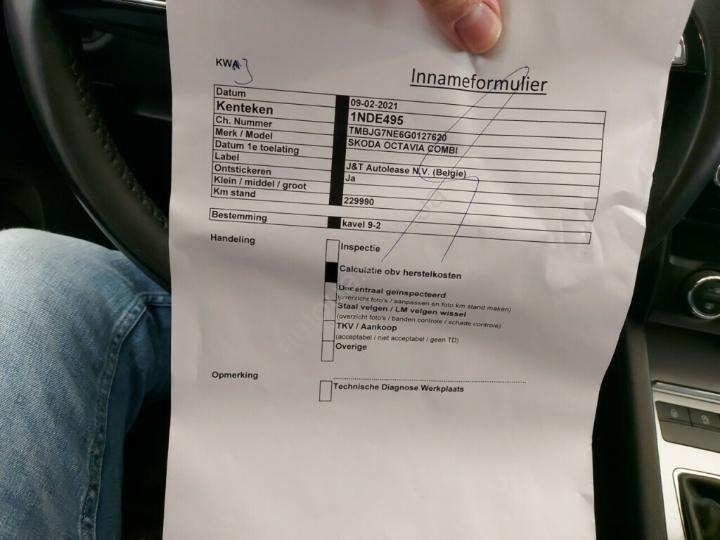 KWA
Innameformulier
Datum 09-02-2021
Kenteken 1NDE495
Ch. Nummer TMBJG7NE6G0127620
Merk / Model SKODA OCTAVIA COMBI
Datum 1e toelating
Label J&T Autolease N.V. (Belgie)
Ontstickeren Ja
Klein / middel / groot
Km stand 229990
Bestemming kavel 9-2
Handeling Inspectie
Calculatie obv herstelkosten
Decentraal geïnspecteerd
(overzicht foto's / aanpassen en foto km stand maken)
Staal velgen / LM velgen wissel
(overzicht foto's / banden controle / schade controle)
TKV / Aankoop
(acceptabel / niet acceptabel / geen TD)
Overige
Opmerking
Technische Diagnose Werkplaats